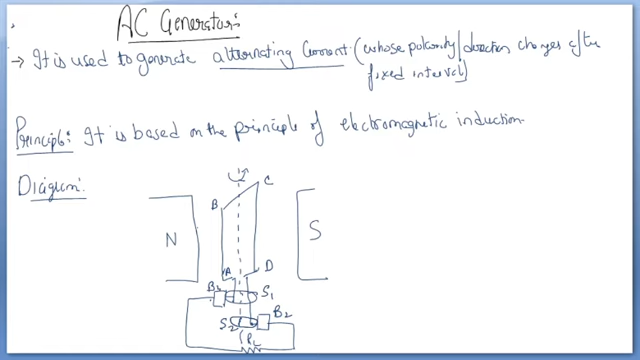 AC Generator:
→ It is used to generate alternating Current (whose polarity/direction changes after
fixed interval)
Principle: It is based on the principle of electromagnetic induction.
Diagram:
C
B
N
S
A
D
B1
S1
S2
B2
RL